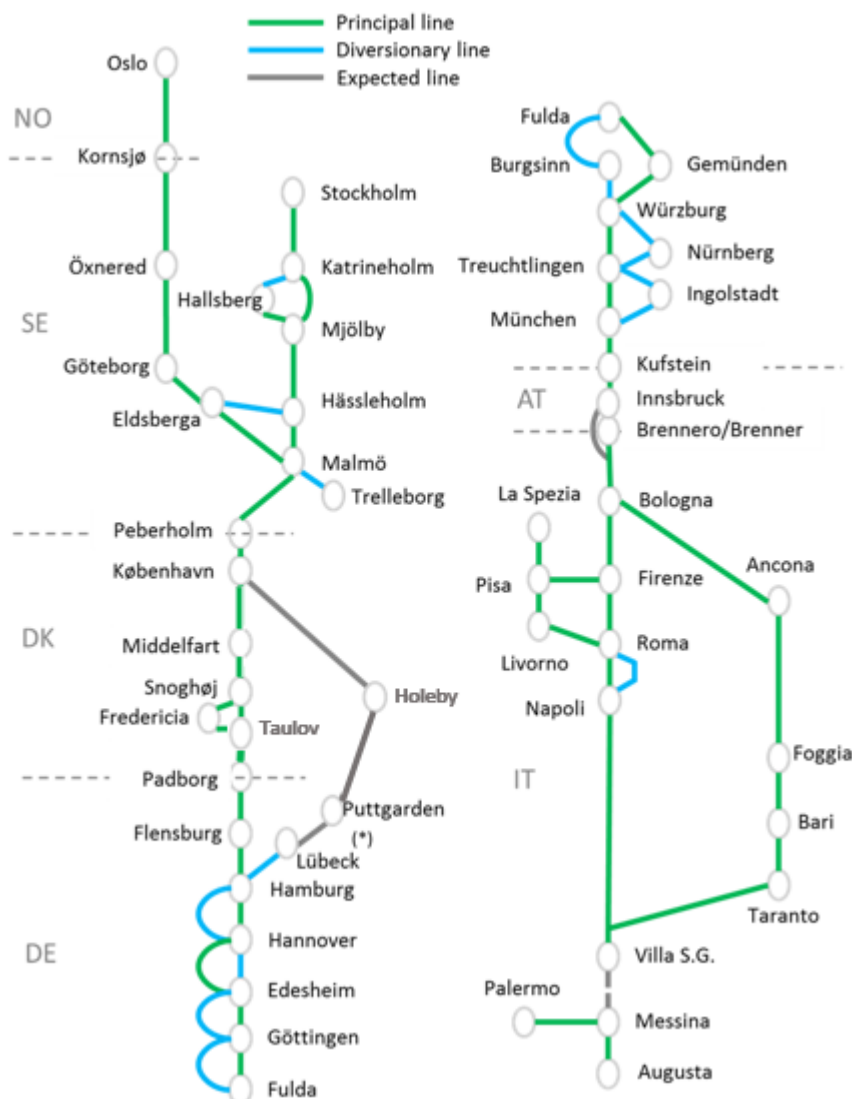 Principal line
Diversionary line
Expected line
Oslo
NO
Kornsjø
Stockholm
Öxnered
Katrineholm
Hallsberg
SE
Mjölby
Göteborg
Eldsberga
Hässleholm
Malmö
Trelleborg
Peberholm
København
DK
Middelfart
Snoghøj
Holeby
Fredericia
Taulov
Padborg
Puttgarden
(*)
Flensburg
Lübeck
Hamburg
DE
Hannover
Edesheim
Göttingen
Fulda
Fulda
Burgsinn
Gemünden
Würzburg
Nürnberg
Treuchtlingen
Ingolstadt
München
Kufstein
AT
Innsbruck
Brennero/Brenner
La Spezia
Bologna
Ancona
Pisa
Firenze
Livorno
Roma
Napoli
Foggia
IT
Bari
Taranto
Villa S.G.
Palermo
Messina
Augusta